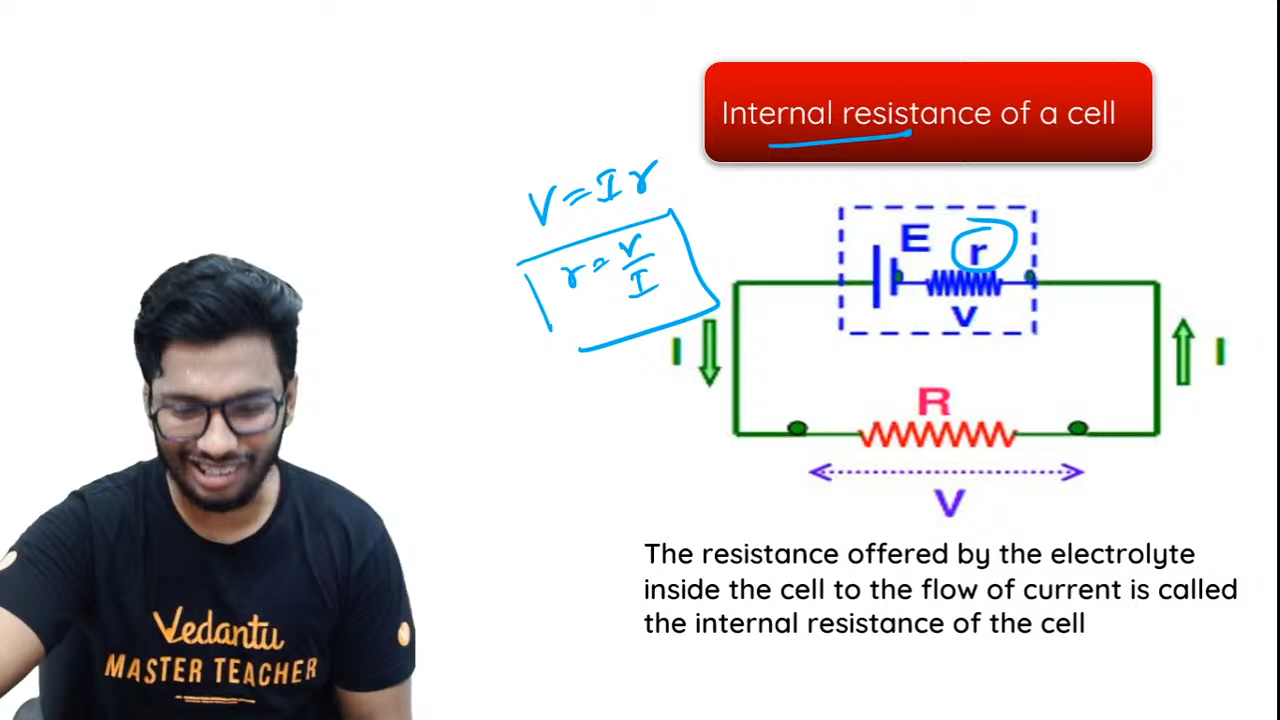 Internal resistance of a cell
V = I r
r = v/I
E r
V
I
I
R
V
The resistance offered by the electrolyte
inside the cell to the flow of current is called
the internal resistance of the cell
Vedantu
MASTER TEACHER